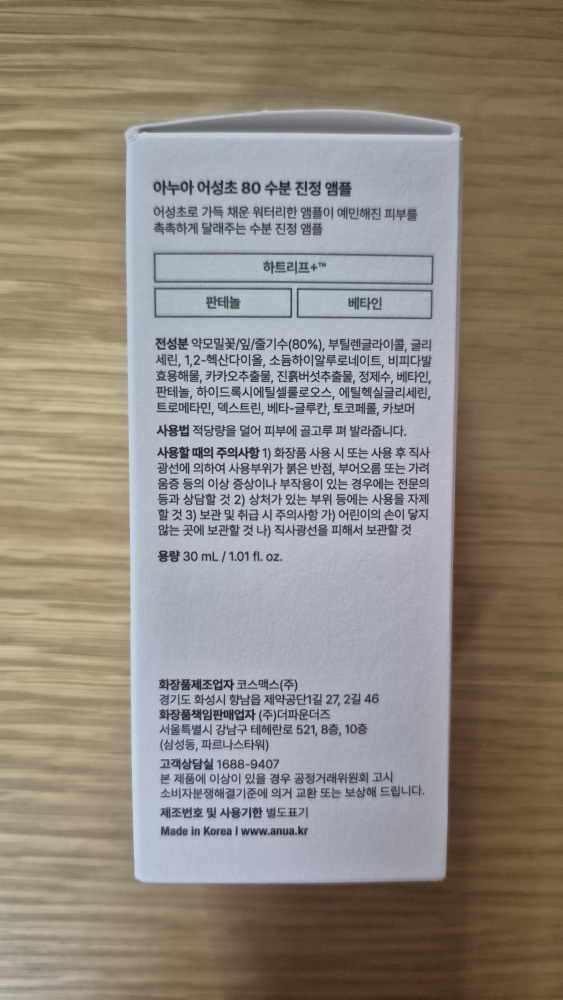 아누아 어성초 80 수분 진정 앰플
어성초로 가득 채운 워터리한 앰플이 예민해진 피부를
촉촉하게 달래주는 수분 진정 앰플
하트리프+™
판테놀
베타인
전성분 약모밀꽃/잎/줄기수(80%), 부틸렌글라이콜, 글리
세린, 1,2-헥산다이올, 소듐하이알루로네이트, 비피다발
효용해물, 카카오추출물, 진흙버섯추출물, 정제수, 베타인,
판테놀, 하이드록시에틸셀룰로오스, 에틸헥실글리세린,
트로메타민, 덱스트린, 베타-글루칸, 토코페롤, 카보머
사용법 적당량을 덜어 피부에 골고루 펴 발라줍니다.
사용할 때의 주의사항 1) 화장품 사용 시 또는 사용 후 직사
광선에 의하여 사용부위가 붉은 반점, 부어오름 또는 가려
움증 등의 이상 증상이나 부작용이 있는 경우에는 전문의
등과 상담할 것 2) 상처가 있는 부위 등에는 사용을 자제
할 것 3) 보관 및 취급 시 주의사항 가) 어린이의 손이 닿지
않는 곳에 보관할 것 나) 직사광선을 피해서 보관할 것
용량 30 mL / 1.01 fl. oz.
화장품제조업자 코스맥스(주)
경기도 화성시 향남읍 제약공단1길 27, 2길 46
화장품책임판매업자 (주)더파운더즈
서울특별시 강남구 테헤란로 521, 8층, 10층
(삼성동, 파르나스타워)
고객상담실 1688-9407
본 제품에 이상이 있을 경우 공정거래위원회 고시
소비자분쟁해결기준에 의거 교환 또는 보상해 드립니다.
제조번호 및 사용기한 별도표기
Made in Korea | www.anua.kr